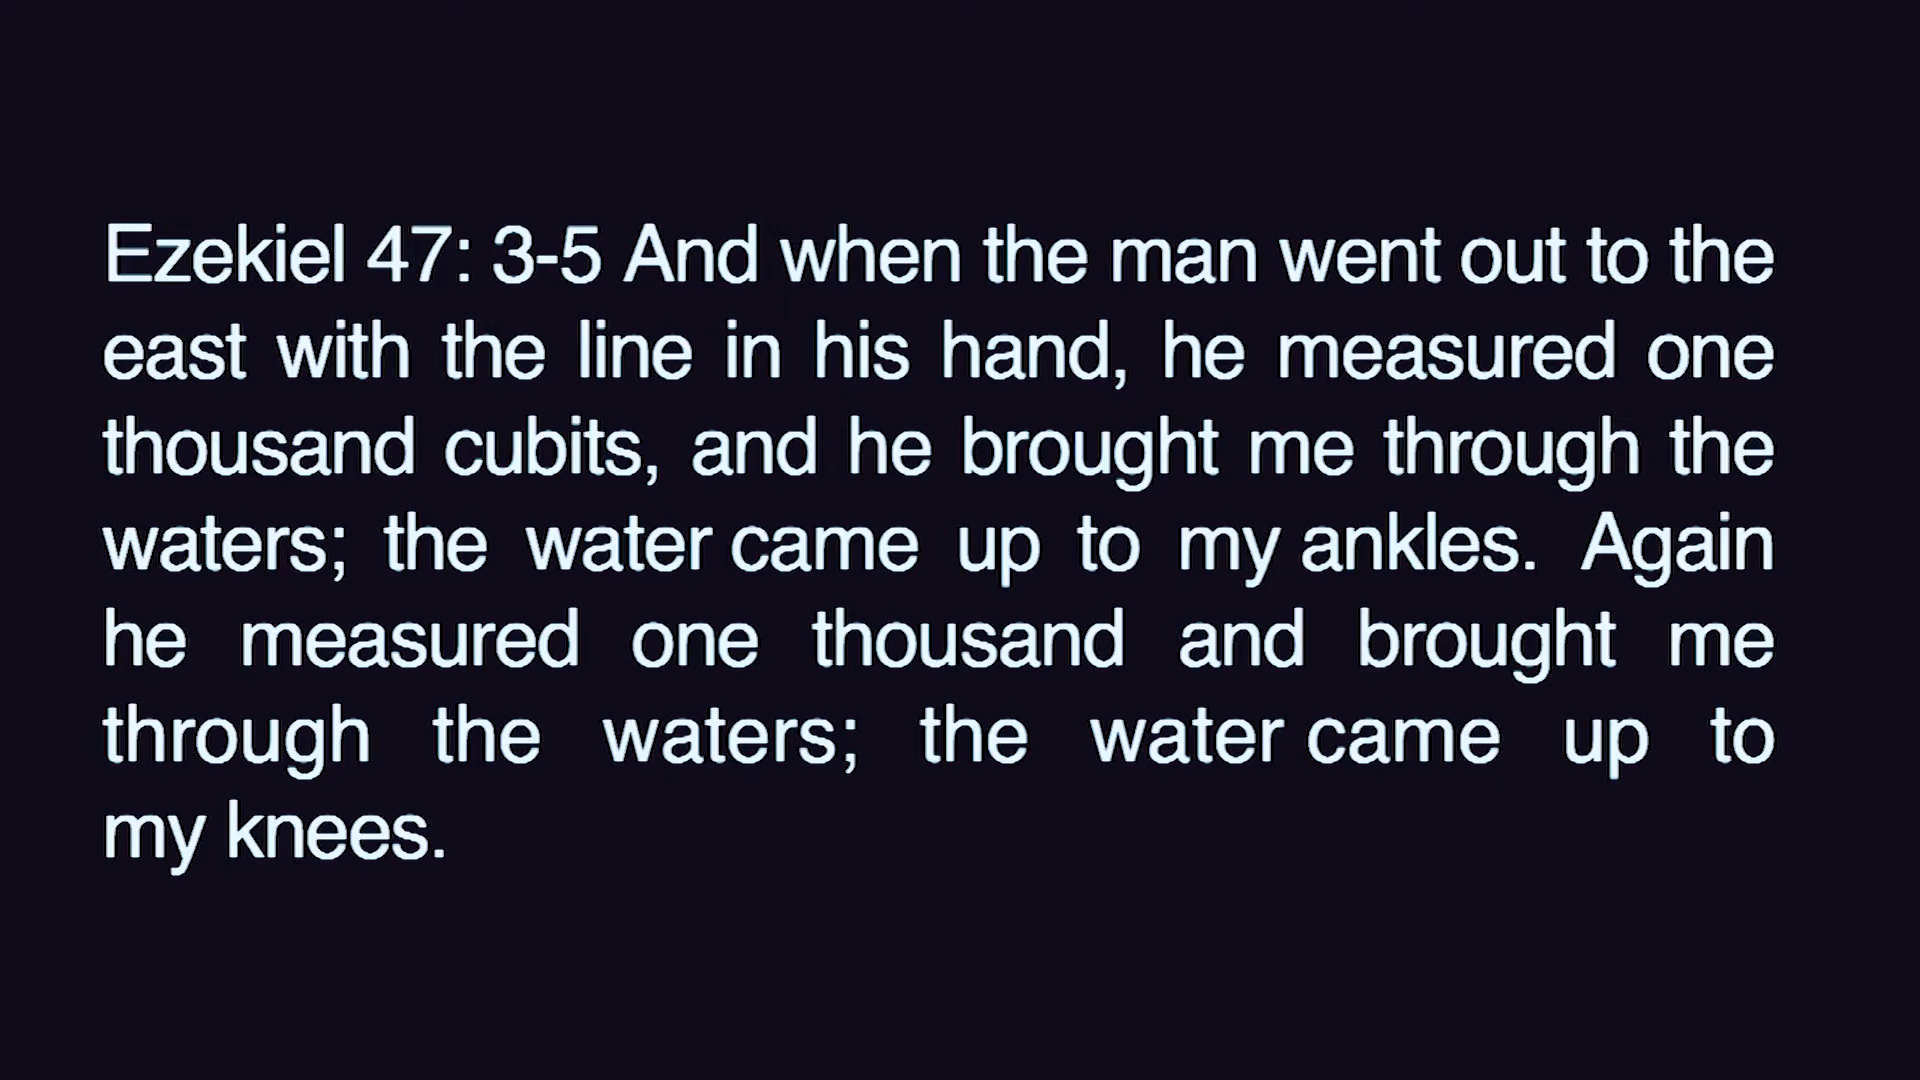 Ezekiel 47: 3-5 And when the man went out to the
east with the line in his hand, he measured one
thousand cubits, and he brought me through the
waters; the water came up to my ankles. Again
he measured one thousand and brought me
through the waters; the water came up to
my knees.